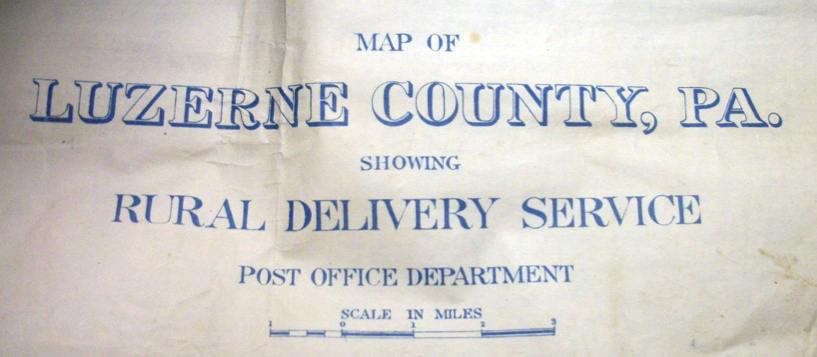 MAP OF
LUZERNE COUNTY, PA.
SHOWING
RURAL DELIVERY SERVICE
POST OFFICE DEPARTMENT
SCALE IN MILES
1 0 1 2 3